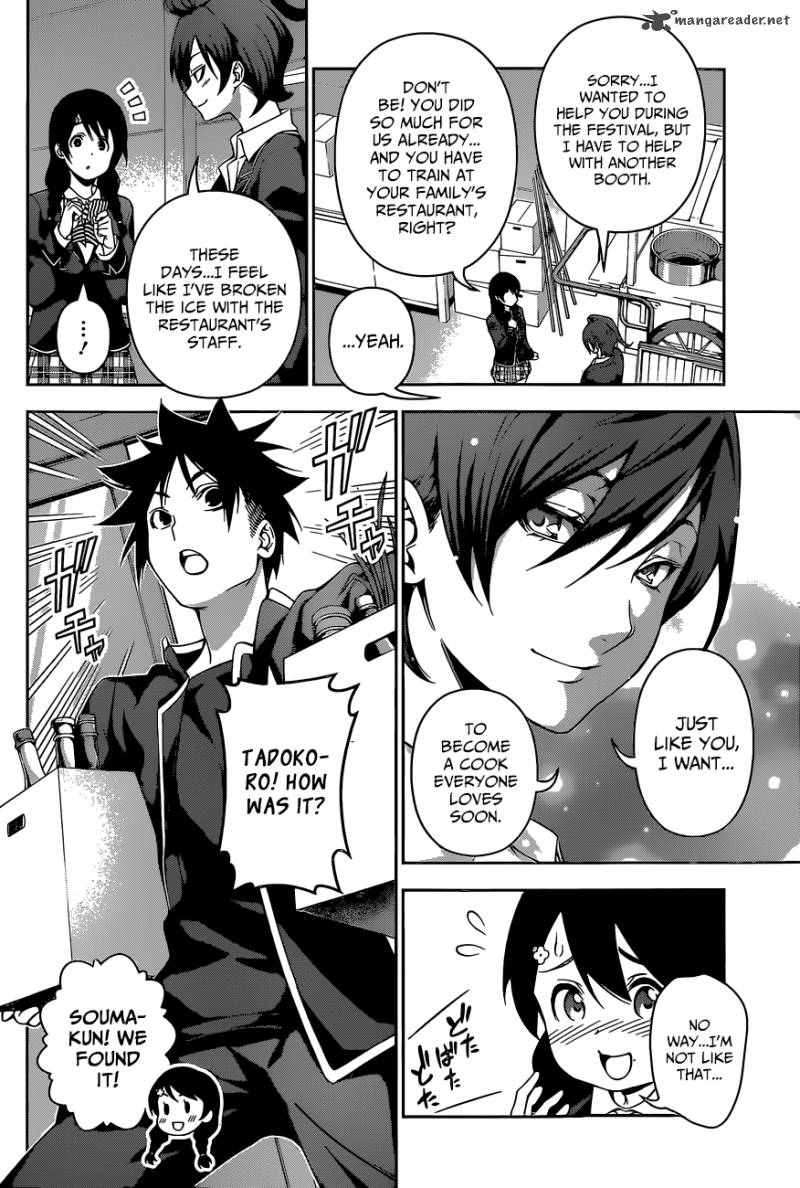 mangareader.net
SORRY...I
WANTED TO
HELP YOU DURING
THE FESTIVAL, BUT
I HAVE TO HELP
WITH ANOTHER
BOOTH.
DON'T
BE! YOU DID
SO MUCH FOR
US ALREADY...
AND YOU HAVE
TO TRAIN AT
YOUR FAMILY'S
RESTAURANT,
RIGHT?
...YEAH.
THESE
DAYS...I FEEL
LIKE I'VE BROKEN
THE ICE WITH THE
RESTAURANT'S
STAFF.
...!
JUST
LIKE YOU,
I WANT...
TO
BECOME
A COOK
EVERYONE
LOVES
SOON.
NO
WAY...I'M
NOT LIKE
THAT...
どた
ばた
どた
ガチャ
ガチャ
TADOKO-
RO! HOW
WAS IT?
SOUMA-
KUN! WE
FOUND
IT!